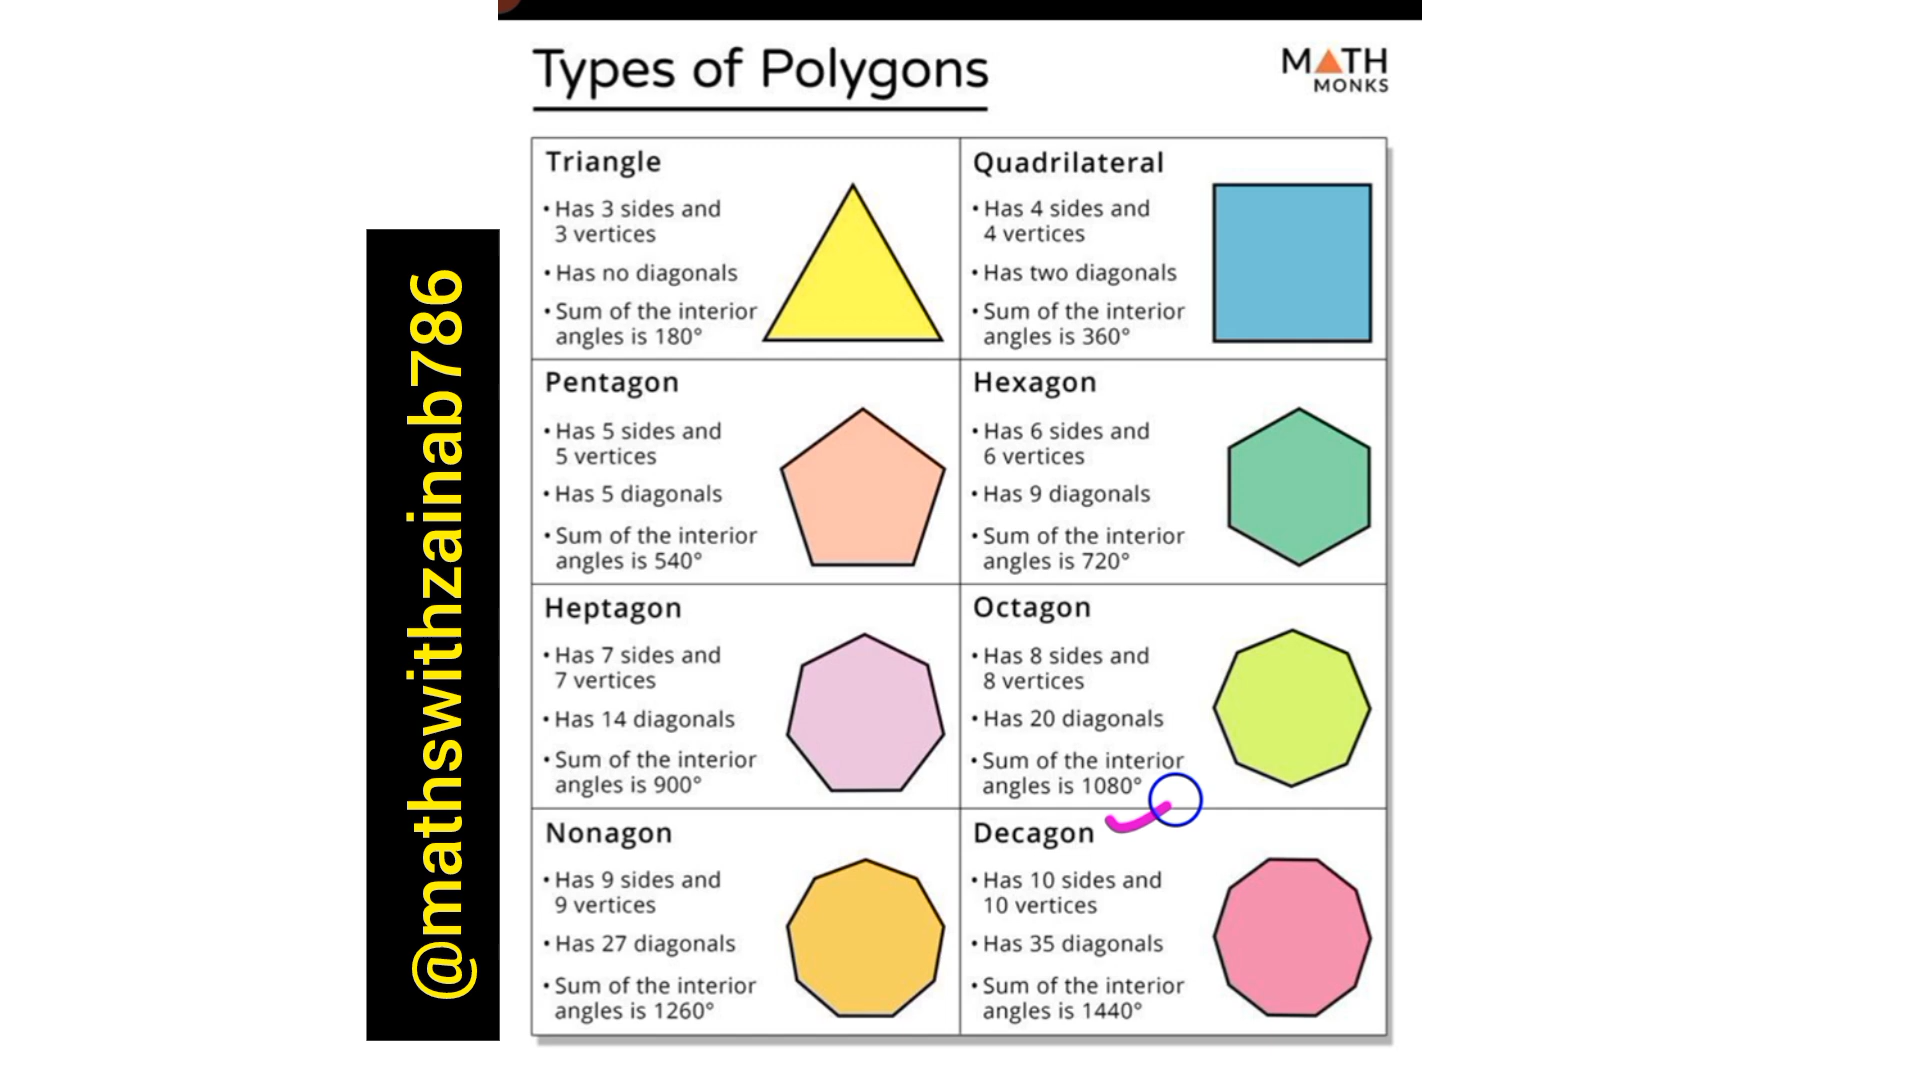 Types of Polygons
MATH
MONKS
@mathswithzainab786
Triangle
• Has 3 sides and
3 vertices
• Has no diagonals
• Sum of the interior
angles is 180°
Quadrilateral
• Has 4 sides and
4 vertices
• Has two diagonals
• Sum of the interior
angles is 360°
Pentagon
• Has 5 sides and
5 vertices
• Has 5 diagonals
• Sum of the interior
angles is 540°
Hexagon
• Has 6 sides and
6 vertices
• Has 9 diagonals
• Sum of the interior
angles is 720°
Heptagon
• Has 7 sides and
7 vertices
• Has 14 diagonals
• Sum of the interior
angles is 900°
Octagon
• Has 8 sides and
8 vertices
• Has 20 diagonals
• Sum of the interior
angles is 1080°
Nonagon
• Has 9 sides and
9 vertices
• Has 27 diagonals
• Sum of the interior
angles is 1260°
Decagon
• Has 10 sides and
10 vertices
• Has 35 diagonals
• Sum of the interior
angles is 1440°